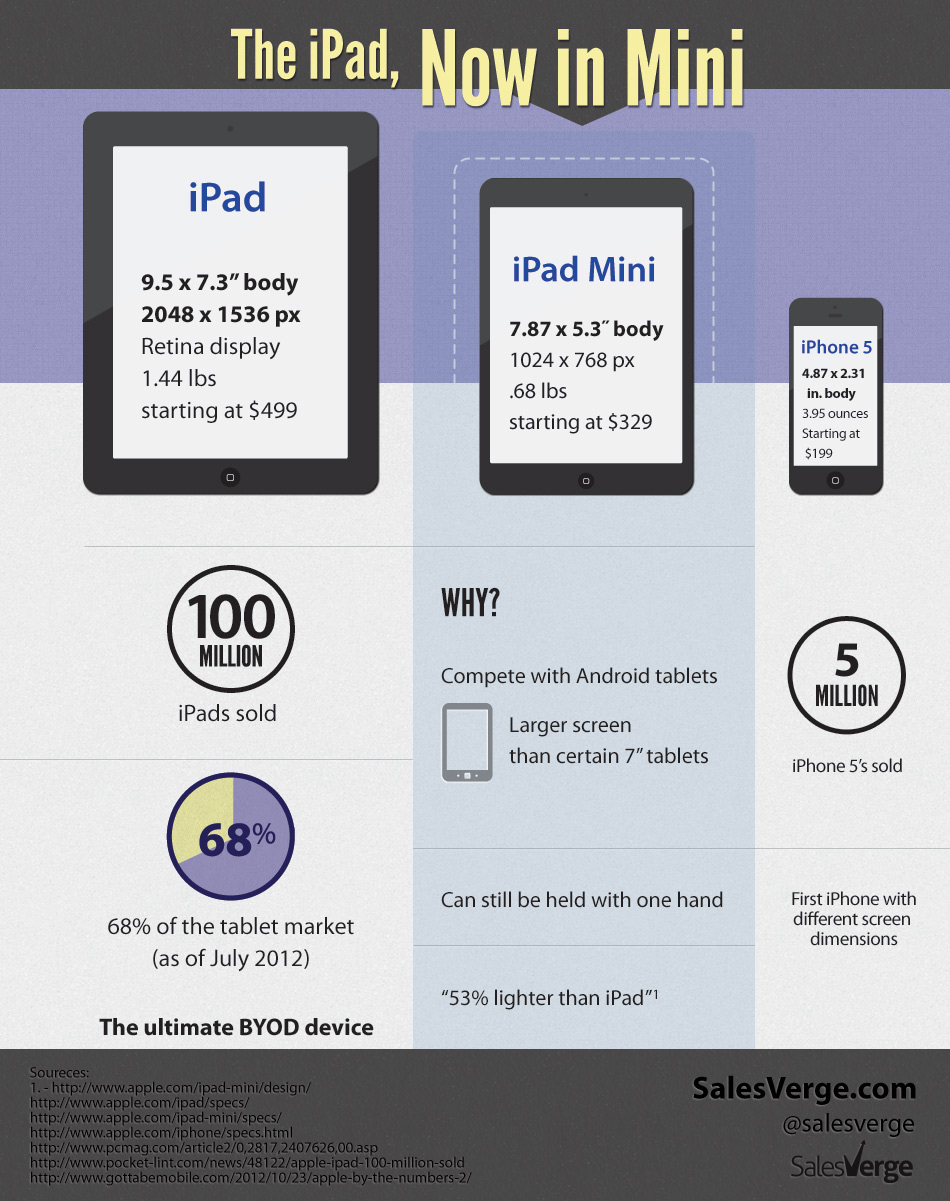 The iPad, Now in Mini
iPad
9.5 x 7.3” body
2048 x 1536 px
Retina display
1.44 lbs
starting at $499
iPad Mini
7.87 x 5.3˝ body
1024 x 768 px
.68 lbs
starting at $329
iPhone 5
4.87 x 2.31
in. body
3.95 ounces
Starting at
$199
100
MILLION
iPads sold
68%
68% of the tablet market
(as of July 2012)
The ultimate BYOD device
WHY?
Compete with Android tablets
Larger screen
than certain 7” tablets
Can still be held with one hand
“53% lighter than iPad”¹
5
MILLION
iPhone 5’s sold
First iPhone with
different screen
dimensions
Soureces:
1. - http://www.apple.com/ipad-mini/design/
http://www.apple.com/ipad/specs/
http://www.apple.com/ipad-mini/specs/
http://www.apple.com/iphone/specs.html
http://www.pcmag.com/article2/0,2817,2407626,00.asp
http://www.pocket-lint.com/news/48122/apple-ipad-100-million-sold
http://www.gottabemobile.com/2012/10/23/apple-by-the-numbers-2/
SalesVerge.com
@salesverge
SalesVerge